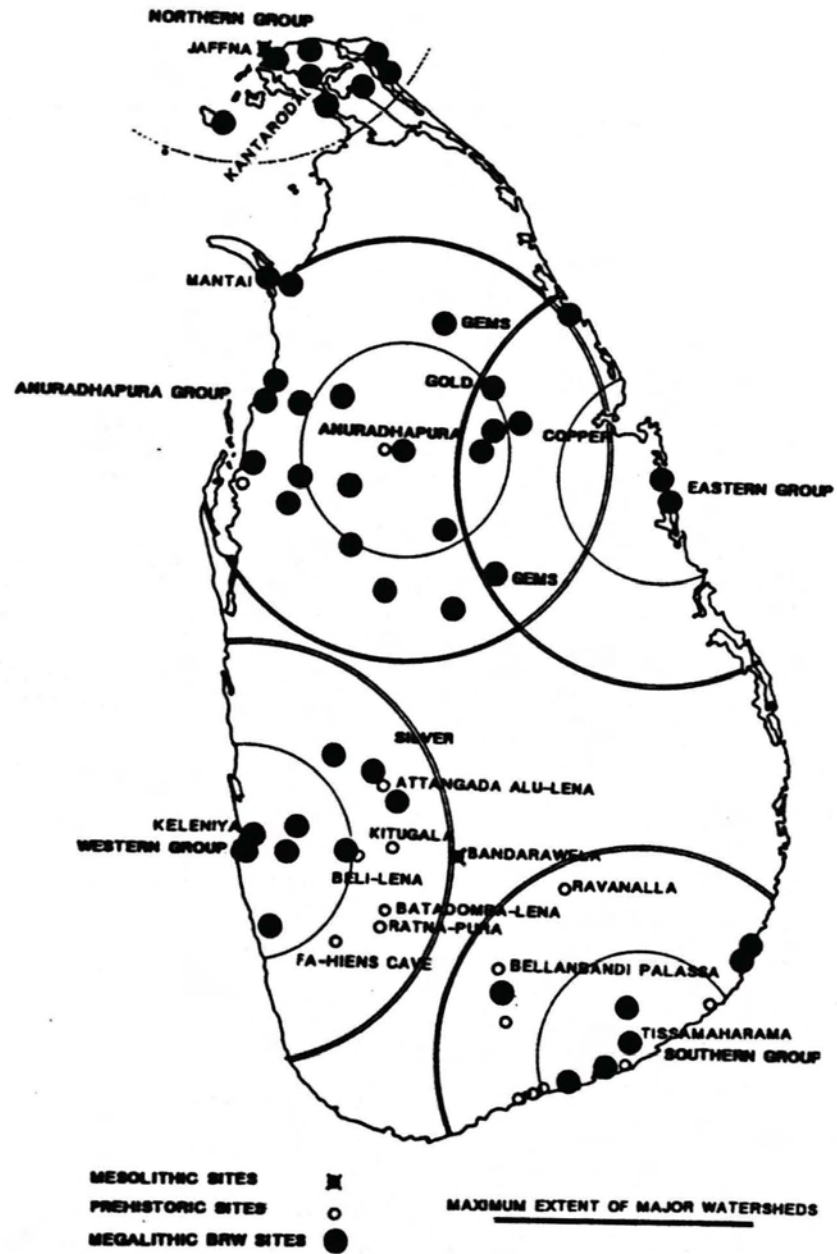 NORTHERN GROUP
JAFFNA
KANTARODAI
MANTAI
GEMS
ANURADHAPURA GROUP
GOLD
ANURADHAPURA
COPPER
EASTERN GROUP
GEMS
SILVER
ATTANGADA ALU-LENA
KELENIYA
KITUGALA
WESTERN GROUP
BANDARAWELA
BELI-LENA
RAVANALLA
BATADOMBA-LENA
RATNA-PURA
FA-HIENS CAVE
BELLANBANDI PALASSA
TISSAMAHARAMA
SOUTHERN GROUP
MESOLITHIC SITES
PREHISTORIC SITES
MAXIMUM EXTENT OF MAJOR WATERSHEDS
MEGALITHIC BRW SITES